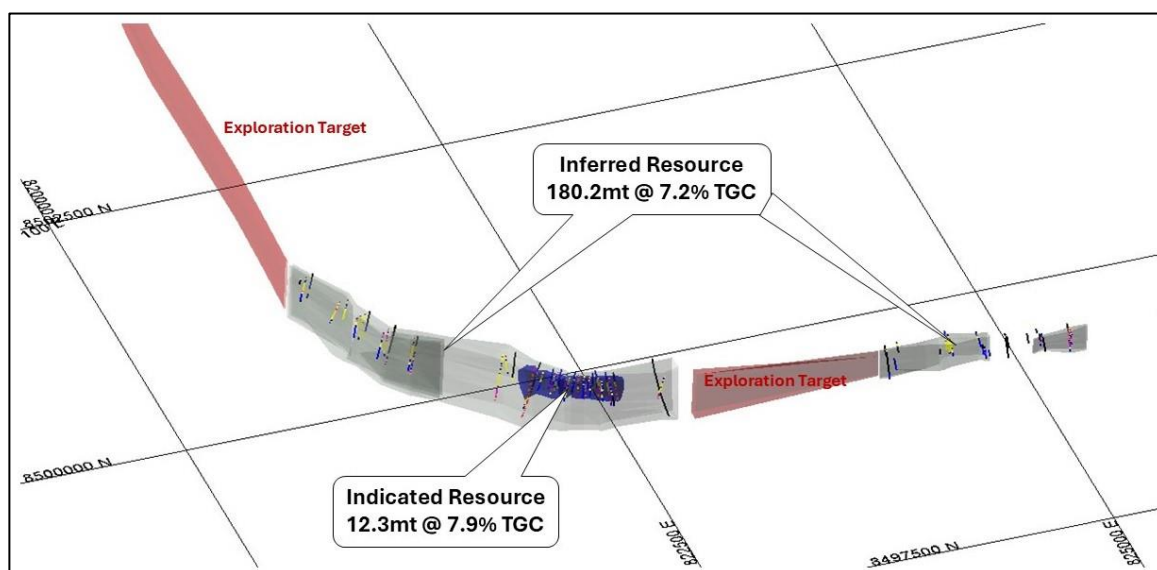 Exploration Target
Inferred Resource
180.2mt @ 7.2% TGC
8500000 N
Exploration Target
Indicated Resource
12.3mt @ 7.9% TGC
822500 E
8497500 N
825000 E